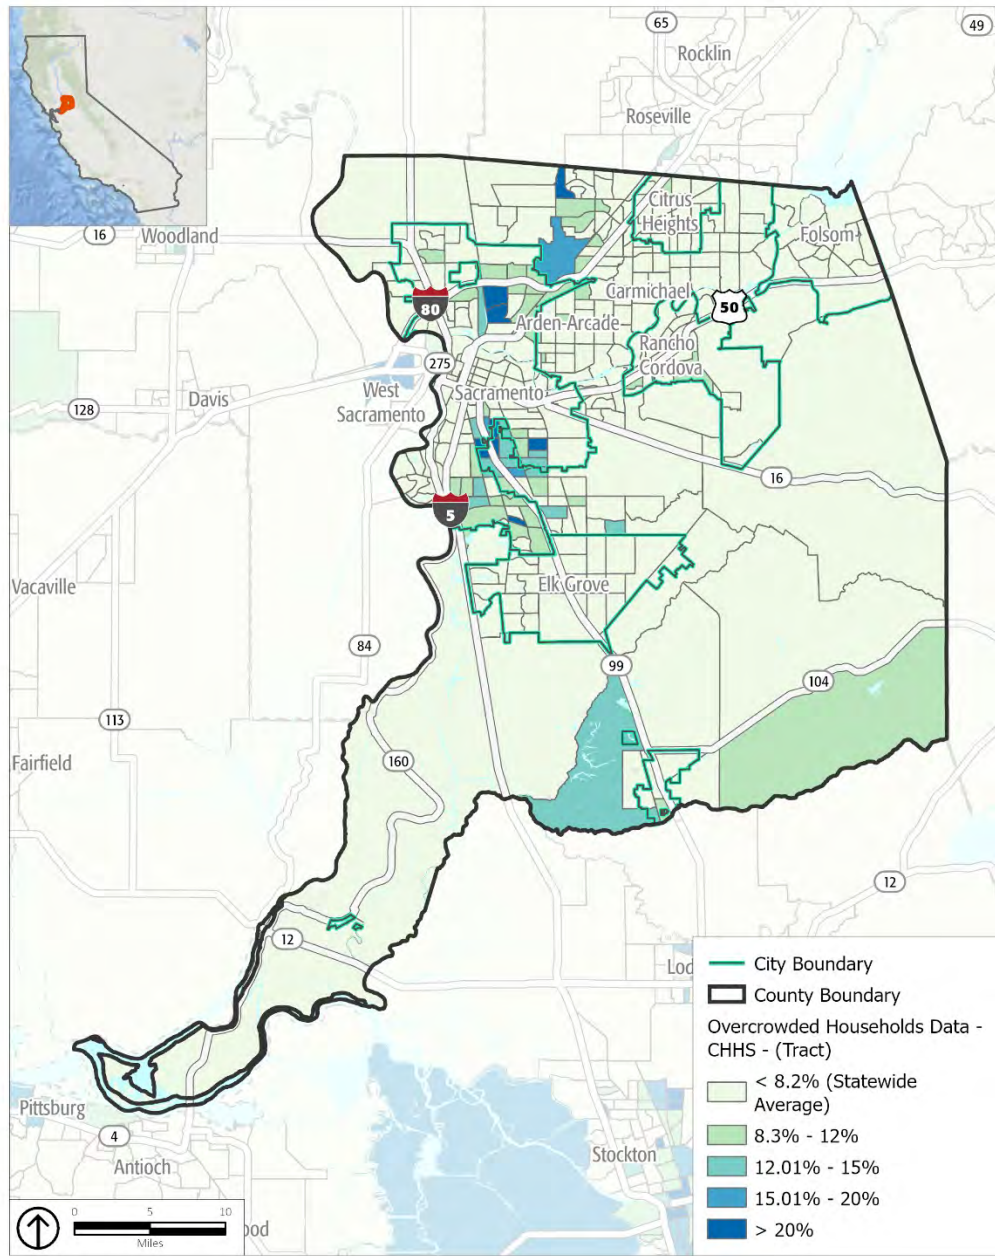 65
49
Rocklin
Roseville
16
Woodland
Citrus
Heights
Folsom
80
Carmichael
50
Arden-Arcade
Rancho
Cordova
275
West
Sacramento
Sacramento
128
Davis
16
5
Vacaville
Elk Grove
84
99
104
113
160
Fairfield
12
12
Lod
City Boundary
County Boundary
Overcrowded Households Data -
CHHS - (Tract)
< 8.2% (Statewide
Average)
8.3% - 12%
12.01% - 15%
15.01% - 20%
> 20%
Pittsburg
4
Antioch
Stockton
0 5 10
Miles
ood